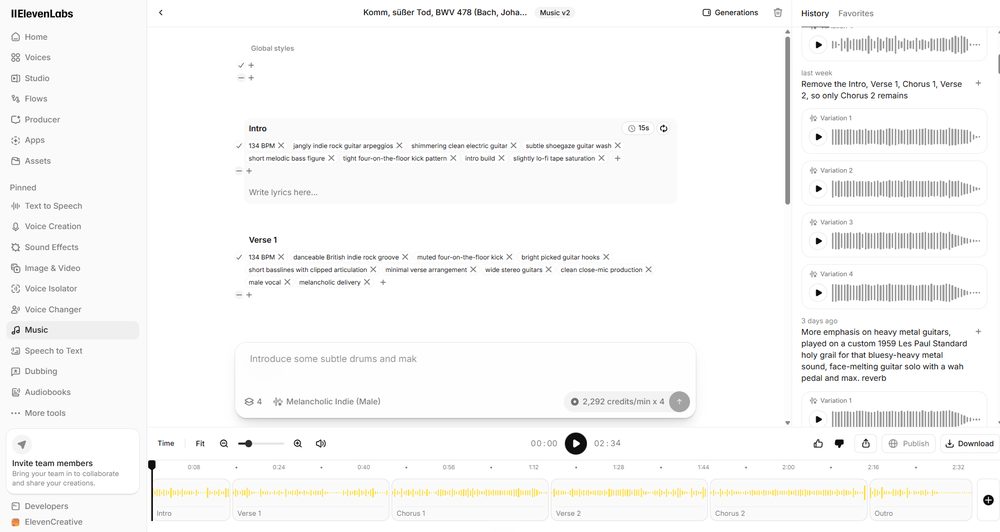 IIElevenLabs
Home
Voices
Studio
Flows
Producer
Apps
Assets
Pinned
Text to Speech
Voice Creation
Sound Effects
Image & Video
Voice Isolator
Voice Changer
Music
Speech to Text
Dubbing
Audiobooks
More tools
Invite team members
Bring your team in to collaborate
and share your creations.
Developers
ElevenCreative
Komm, süßer Tod, BWV 478 (Bach, Joha...
Music v2
Generations
Global styles
Intro
15s
134 BPM
jangly indie rock guitar arpeggios
shimmering clean electric guitar
subtle shoegaze guitar wash
short melodic bass figure
tight four-on-the-floor kick pattern
intro build
slightly lo-fi tape saturation
Write lyrics here...
Verse 1
134 BPM
danceable British indie rock groove
muted four-on-the-floor kick
bright picked guitar hooks
short basslines with clipped articulation
minimal verse arrangement
wide stereo guitars
clean close-mic production
male vocal
melancholic delivery
Introduce some subtle drums and mak
4
Melancholic Indie (Male)
2,292 credits/min x 4
History
Favorites
last week
Remove the Intro, Verse 1, Chorus 1, Verse
2, so only Chorus 2 remains
Variation 1
Variation 2
Variation 3
Variation 4
3 days ago
More emphasis on heavy metal guitars,
played on a custom 1959 Les Paul Standard
holy grail for that bluesy-heavy metal
sound, face-melting guitar solo with a wah
pedal and max. reverb
Variation 1
Time
Fit
00:00
02:34
Publish
Download
0:08
0:24
0:40
0:56
1:12
1:28
1:44
2:00
2:16
2:32
Intro
Verse 1
Chorus 1
Verse 2
Chorus 2
Outro